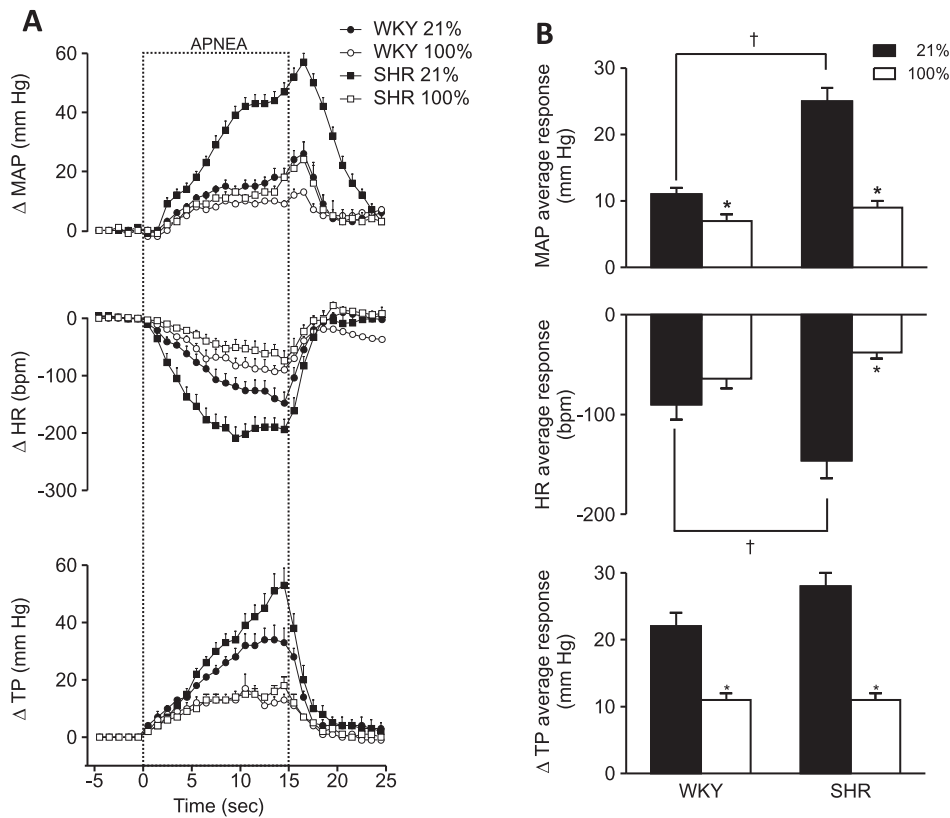 A
APNEA
WKY 21%
WKY 100%
SHR 21%
SHR 100%
Δ MAP (mm Hg)
60
40
20
0
Δ HR (bpm)
0
-100
-200
-300
Δ TP (mm Hg)
60
40
20
0
-5 0 5 10 15 20 25
Time (sec)
B
21%
100%
†
MAP average response
(mm Hg)
30
20
10
0
* *
HR average response
(bpm)
0
-100
-200
*
†
Δ TP average response
(mm Hg)
30
20
10
0
* *
WKY SHR